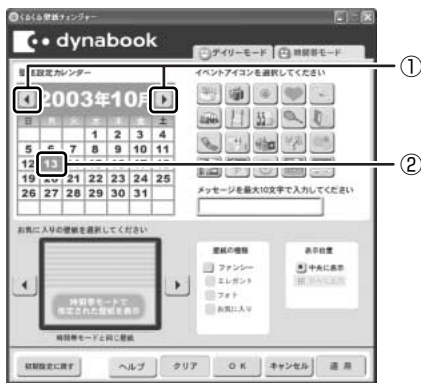 くるくる壁紙チェンジャー
dynabook
デイリーモード 時間帯モード
設定カレンダー
イベントアイコンを選択してください
2003年10月
日 月 火 水 木 金 土
1 2 3 4
5 6 7 8 9 10 11
12 13 18
19 20 21 22 23 24 25
26 27 28 29 30 31
メッセージを最大10文字で入力してください
お気に入りの壁紙を選択してください
時間帯モードで
指定された壁紙を表示
時間帯モードと同じ壁紙
壁紙の種類
ファンシー
エレガント
フォト
お気に入り
表示位置
中央に表示
初期設定に戻す ヘルプ クリア OK キャンセル 適用
①
②